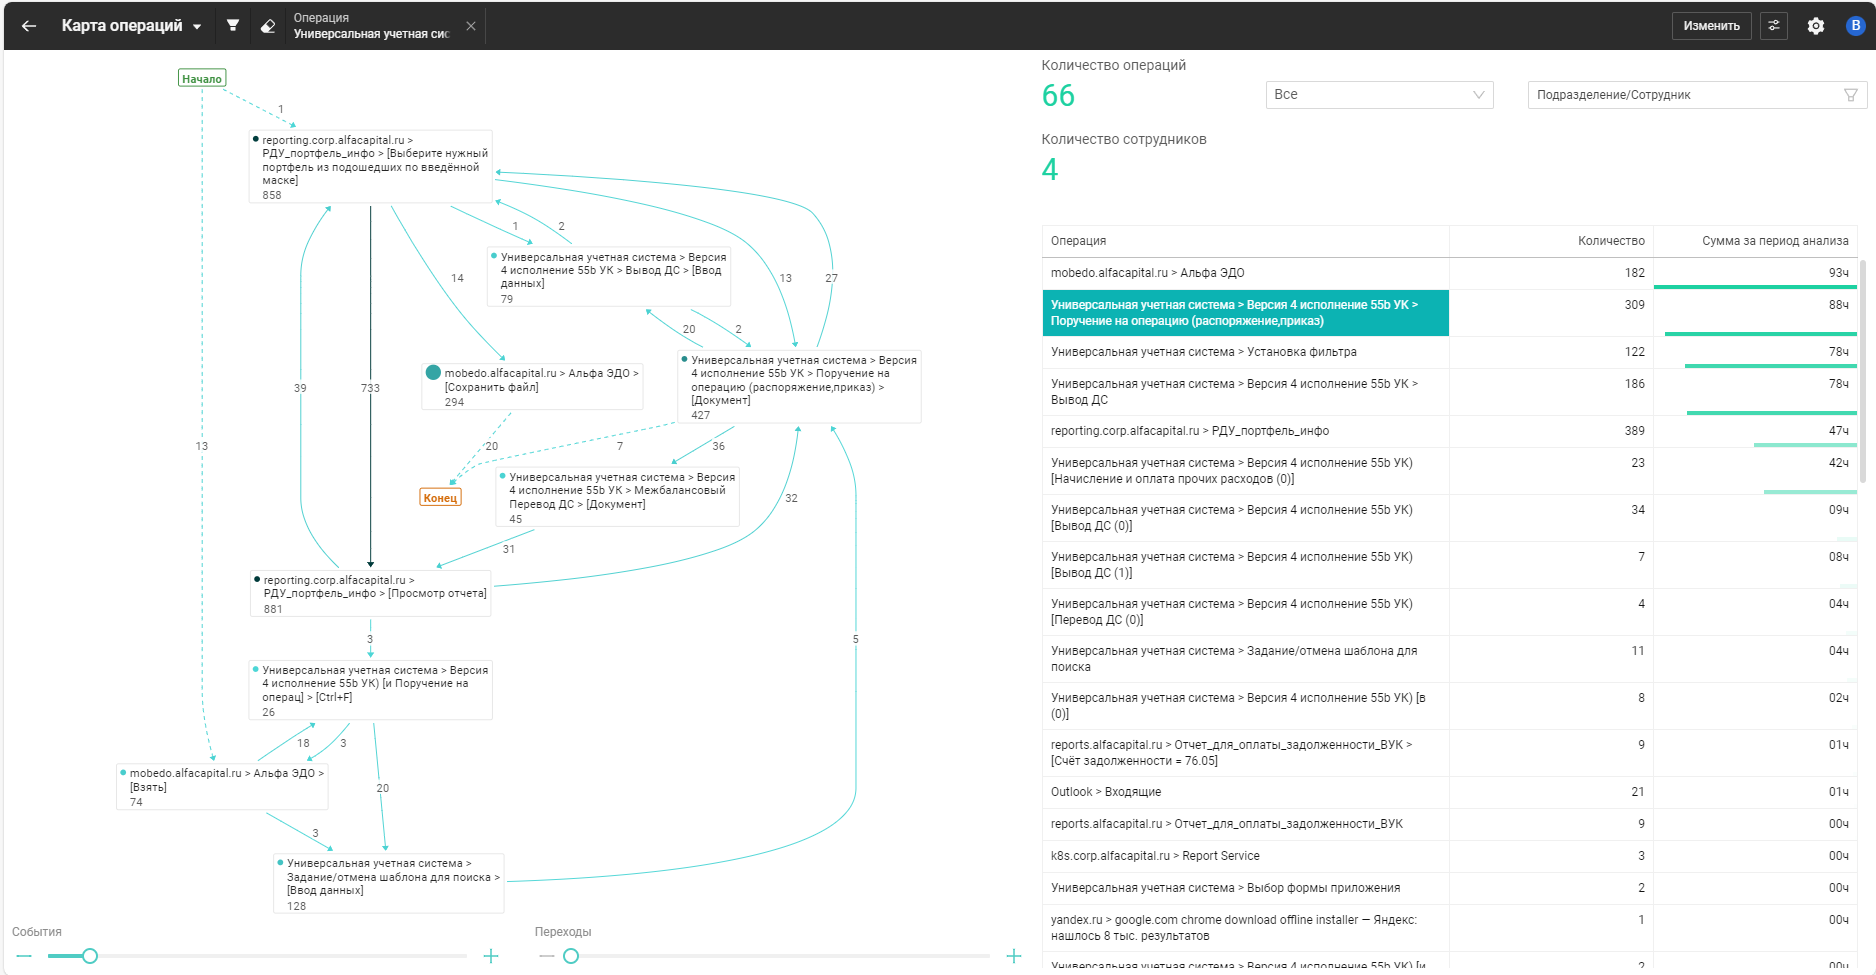 Карта операций
Операция
Универсальная учетная сис
Изменить
B
Начало
1
reporting.corp.alfacapital.ru >
РДУ_портфель_инфо > [Выберите нужный
портфель из подошедших по введённой
маске]
858
1
2
Универсальная учетная система > Версия
4 исполнение 55b УК > Вывод ДС > [Ввод
данных]
79
14
13
27
20
2
Универсальная учетная система > Версия
4 исполнение 55b УК > Поручение на
операцию (распоряжение,приказ) >
[Документ]
427
mobedo.alfacapital.ru > Альфа ЭДО >
[Сохранить файл]
294
39
733
13
20
7
36
Конец
Универсальная учетная система > Версия
4 исполнение 55b УК > Межбалансовый
Перевод ДС > [Документ]
45
32
31
reporting.corp.alfacapital.ru >
РДУ_портфель_инфо > [Просмотр отчета]
881
3
5
Универсальная учетная система > Версия
4 исполнение 55b УК) [и Поручение на
операц] > [Ctrl+F]
26
18
3
mobedo.alfacapital.ru > Альфа ЭДО >
[Взять]
74
20
3
Универсальная учетная система >
Задание/отмена шаблона для поиска >
[Ввод данных]
128
События
Переходы
Количество операций
66
Все
Подразделение/Сотрудник
Количество сотрудников
4
Операция Количество Сумма за период анализа
mobedo.alfacapital.ru > Альфа ЭДО 182 93ч
Универсальная учетная система > Версия 4 исполнение 55b УК > 309 88ч
Поручение на операцию (распоряжение,приказ)
Универсальная учетная система > Установка фильтра 122 78ч
Универсальная учетная система > Версия 4 исполнение 55b УК > 186 78ч
Вывод ДС
reporting.corp.alfacapital.ru > РДУ_портфель_инфо 389 47ч
Универсальная учетная система > Версия 4 исполнение 55b УК) 23 42ч
[Начисление и оплата прочих расходов (0)]
Универсальная учетная система > Версия 4 исполнение 55b УК) 34 09ч
[Вывод ДС (0)]
Универсальная учетная система > Версия 4 исполнение 55b УК) 7 08ч
[Вывод ДС (1)]
Универсальная учетная система > Версия 4 исполнение 55b УК) 4 04ч
[Перевод ДС (0)]
Универсальная учетная система > Задание/отмена шаблона для 11 04ч
поиска
Универсальная учетная система > Версия 4 исполнение 55b УК) [в 8 02ч
(0)]
reports.alfacapital.ru > Отчет_для_оплаты_задолженности_ВУК > 9 01ч
[Счёт задолженности = 76.05]
Outlook > Входящие 21 01ч
reports.alfacapital.ru > Отчет_для_оплаты_задолженности_ВУК 9 00ч
k8s.corp.alfacapital.ru > Report Service 3 00ч
Универсальная учетная система > Выбор формы приложения 2 00ч
yandex.ru > google.com chrome download offline installer — Яндекс: 1 00ч
нашлось 8 тыс. результатов
Универсальная учетная система > Версия 4 исполнение 55b УК) [и 2 00ч